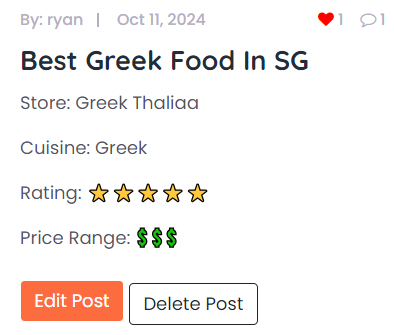 By: ryan | Oct 11, 2024 1 1
Best Greek Food In SG
Store: Greek Thaliaa
Cuisine: Greek
Rating:
Price Range: $$$
Edit Post Delete Post